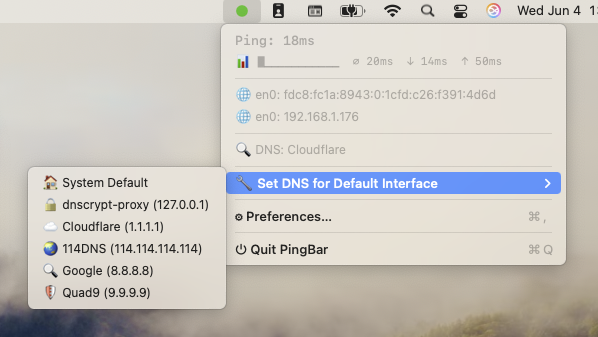 Wed Jun 4
Ping: 18ms
⌀ 20ms ↓ 14ms ↑ 50ms
en0: fdc8:fc1a:8943:0:1cfd:c26:f391:4d6d
en0: 192.168.1.176
DNS: Cloudflare
Set DNS for Default Interface
Preferences... ⌘,
Quit PingBar ⌘Q
System Default
dnscrypt-proxy (127.0.0.1)
Cloudflare (1.1.1.1)
114DNS (114.114.114.114)
Google (8.8.8.8)
Quad9 (9.9.9.9)